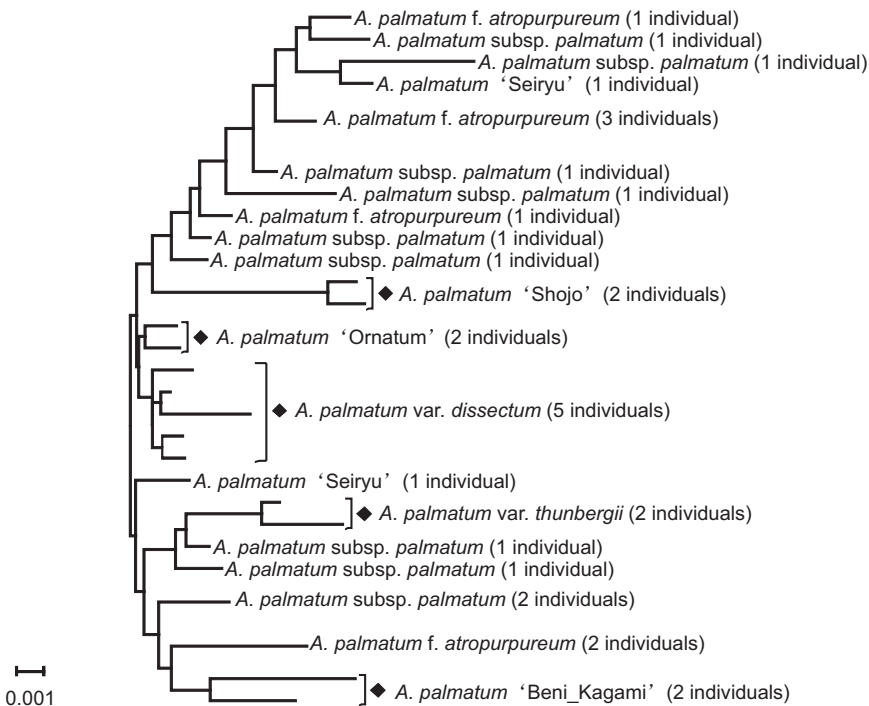 A. palmatum f. atropurpureum (1 individual)
A. palmatum subsp. palmatum (1 individual)
A. palmatum subsp. palmatum (1 individual)
A. palmatum ‘Seiryu’ (1 individual)
A. palmatum f. atropurpureum (3 individuals)
A. palmatum subsp. palmatum (1 individual)
A. palmatum subsp. palmatum (1 individual)
A. palmatum f. atropurpureum (1 individual)
A. palmatum subsp. palmatum (1 individual)
A. palmatum subsp. palmatum (1 individual)
A. palmatum ‘Shojo’ (2 individuals)
A. palmatum ‘Ornatum’ (2 individuals)
A. palmatum var. dissectum (5 individuals)
A. palmatum ‘Seiryu’ (1 individual)
A. palmatum var. thunbergii (2 individuals)
A. palmatum subsp. palmatum (1 individual)
A. palmatum subsp. palmatum (1 individual)
A. palmatum subsp. palmatum (2 individuals)
A. palmatum f. atropurpureum (2 individuals)
A. palmatum ‘Beni_Kagami’ (2 individuals)
0.001